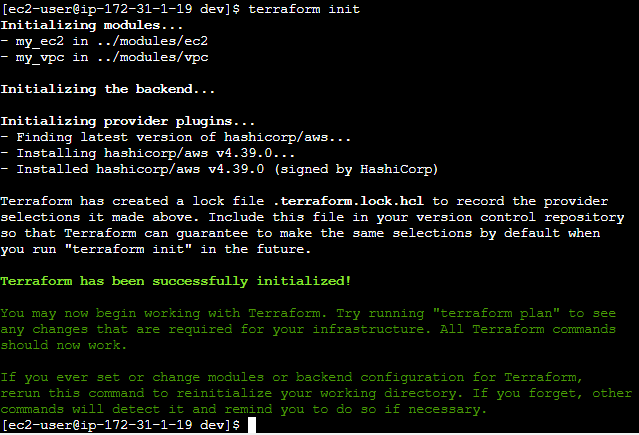 [ec2-user@ip-172-31-1-19 dev]$ terraform init
Initializing modules...
- my_ec2 in ../modules/ec2
- my_vpc in ../modules/vpc
Initializing the backend...
Initializing provider plugins...
- Finding latest version of hashicorp/aws...
- Installing hashicorp/aws v4.39.0...
- Installed hashicorp/aws v4.39.0 (signed by HashiCorp)
Terraform has created a lock file .terraform.lock.hcl to record the provider
selections it made above. Include this file in your version control repository
so that Terraform can guarantee to make the same selections by default when
you run "terraform init" in the future.
Terraform has been successfully initialized!
You may now begin working with Terraform. Try running "terraform plan" to see
any changes that are required for your infrastructure. All Terraform commands
should now work.
If you ever set or change modules or backend configuration for Terraform,
rerun this command to reinitialize your working directory. If you forget, other
commands will detect it and remind you to do so if necessary.
[ec2-user@ip-172-31-1-19 dev]$